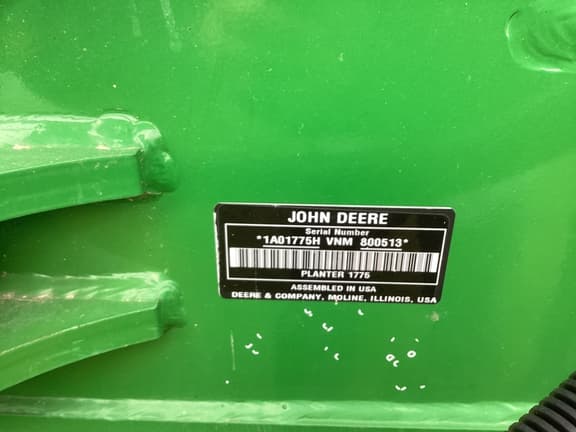 JOHN DEERE
Serial Number
*1A01775H VNM 800513*
PLANTER 1775
ASSEMBLED IN USA
DEERE & COMPANY, MOLINE, ILLINOIS, USA